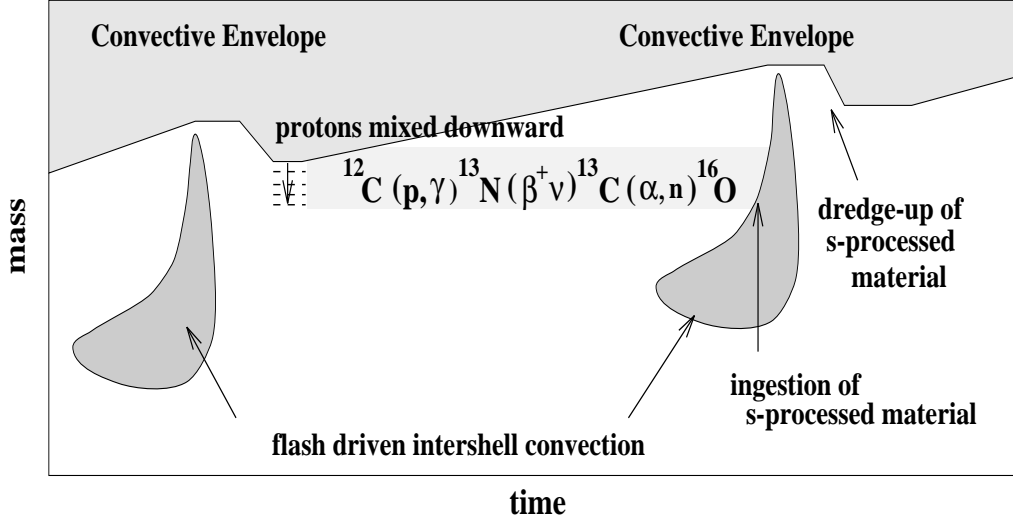 Convective Envelope
Convective Envelope
protons mixed downward
¹²C (p,γ) ¹³N(β⁺ν) ¹³C(α,n) ¹⁶O
dredge-up of
s-processed
material
mass
ingestion of
s-processed material
flash driven intershell convection
time